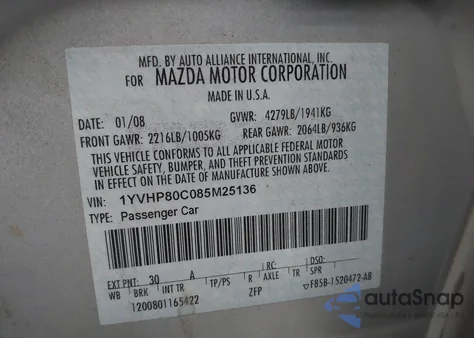 MFD. BY AUTO ALLIANCE INTERNATIONAL, INC.
FOR MAZDA MOTOR CORPORATION
MADE IN U.S.A.
DATE: 01/08 GVWR: 4279LB/1941KG
FRONT GAWR: 2216LB/1005KG REAR GAWR: 2064LB/936KG
THIS VEHICLE CONFORMS TO ALL APPLICABLE FEDERAL MOTOR
VEHICLE SAFETY, BUMPER, AND THEFT PREVENTION STANDARDS
IN EFFECT ON THE DATE OF MANUFACTURE SHOWN ABOVE.
VIN: 1YVHP80C085M25136
TYPE: Passenger Car
EXT PNT: 30 A RC:
WB BRK INT TR TP/PS R AXLE TR SPR DSO:
1200801165422 ZFP F85B-1520472-AB
autoSnap